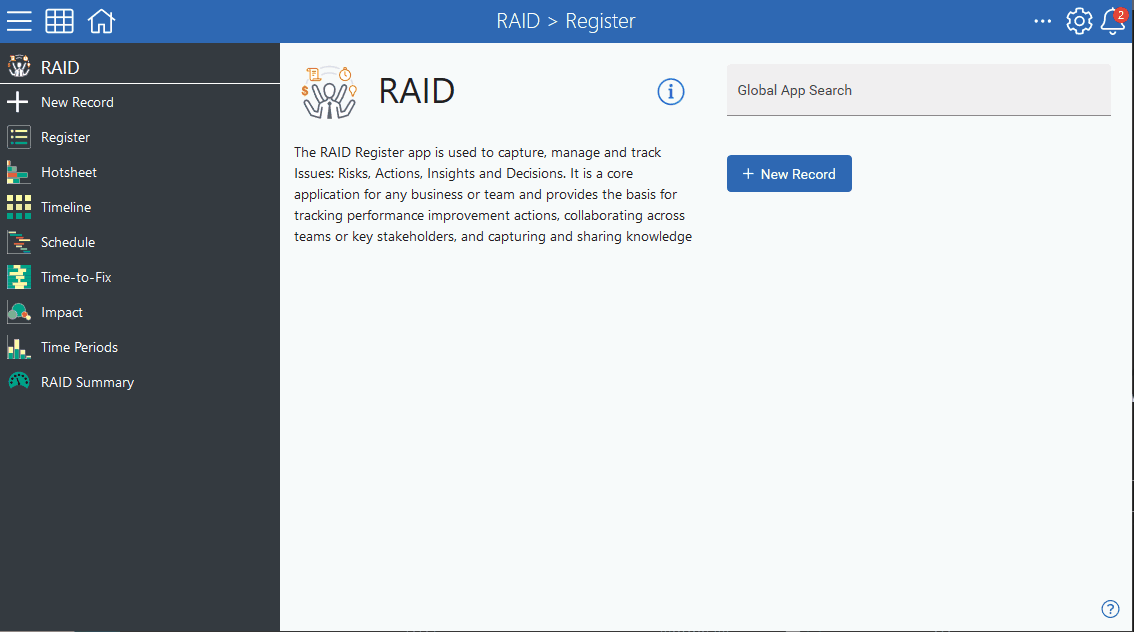 RAID > Register
2
RAID
New Record
Register
Hotsheet
Timeline
Schedule
Time-to-Fix
Impact
Time Periods
RAID Summary
RAID
The RAID Register app is used to capture, manage and track
Issues: Risks, Actions, Insights and Decisions. It is a core
application for any business or team and provides the basis for
tracking performance improvement actions, collaborating across
teams or key stakeholders, and capturing and sharing knowledge
Global App Search
+ New Record